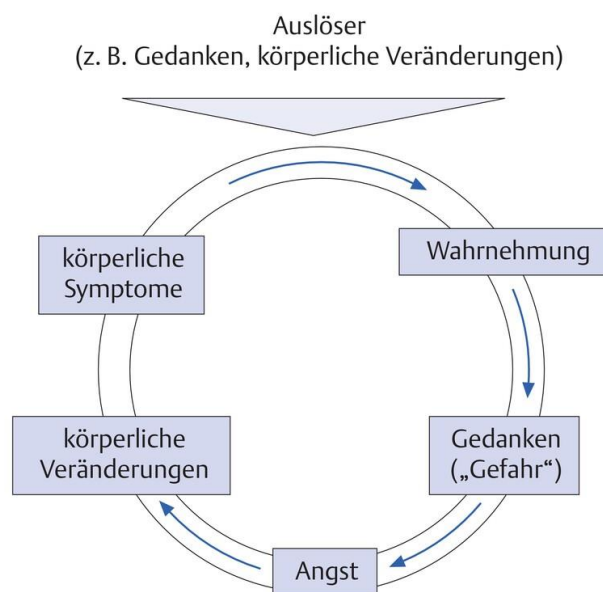 Auslöser
(z. B. Gedanken, körperliche Veränderungen)
Wahrnehmung
körperliche
Symptome
Gedanken
(„Gefahr“)
körperliche
Veränderungen
Angst